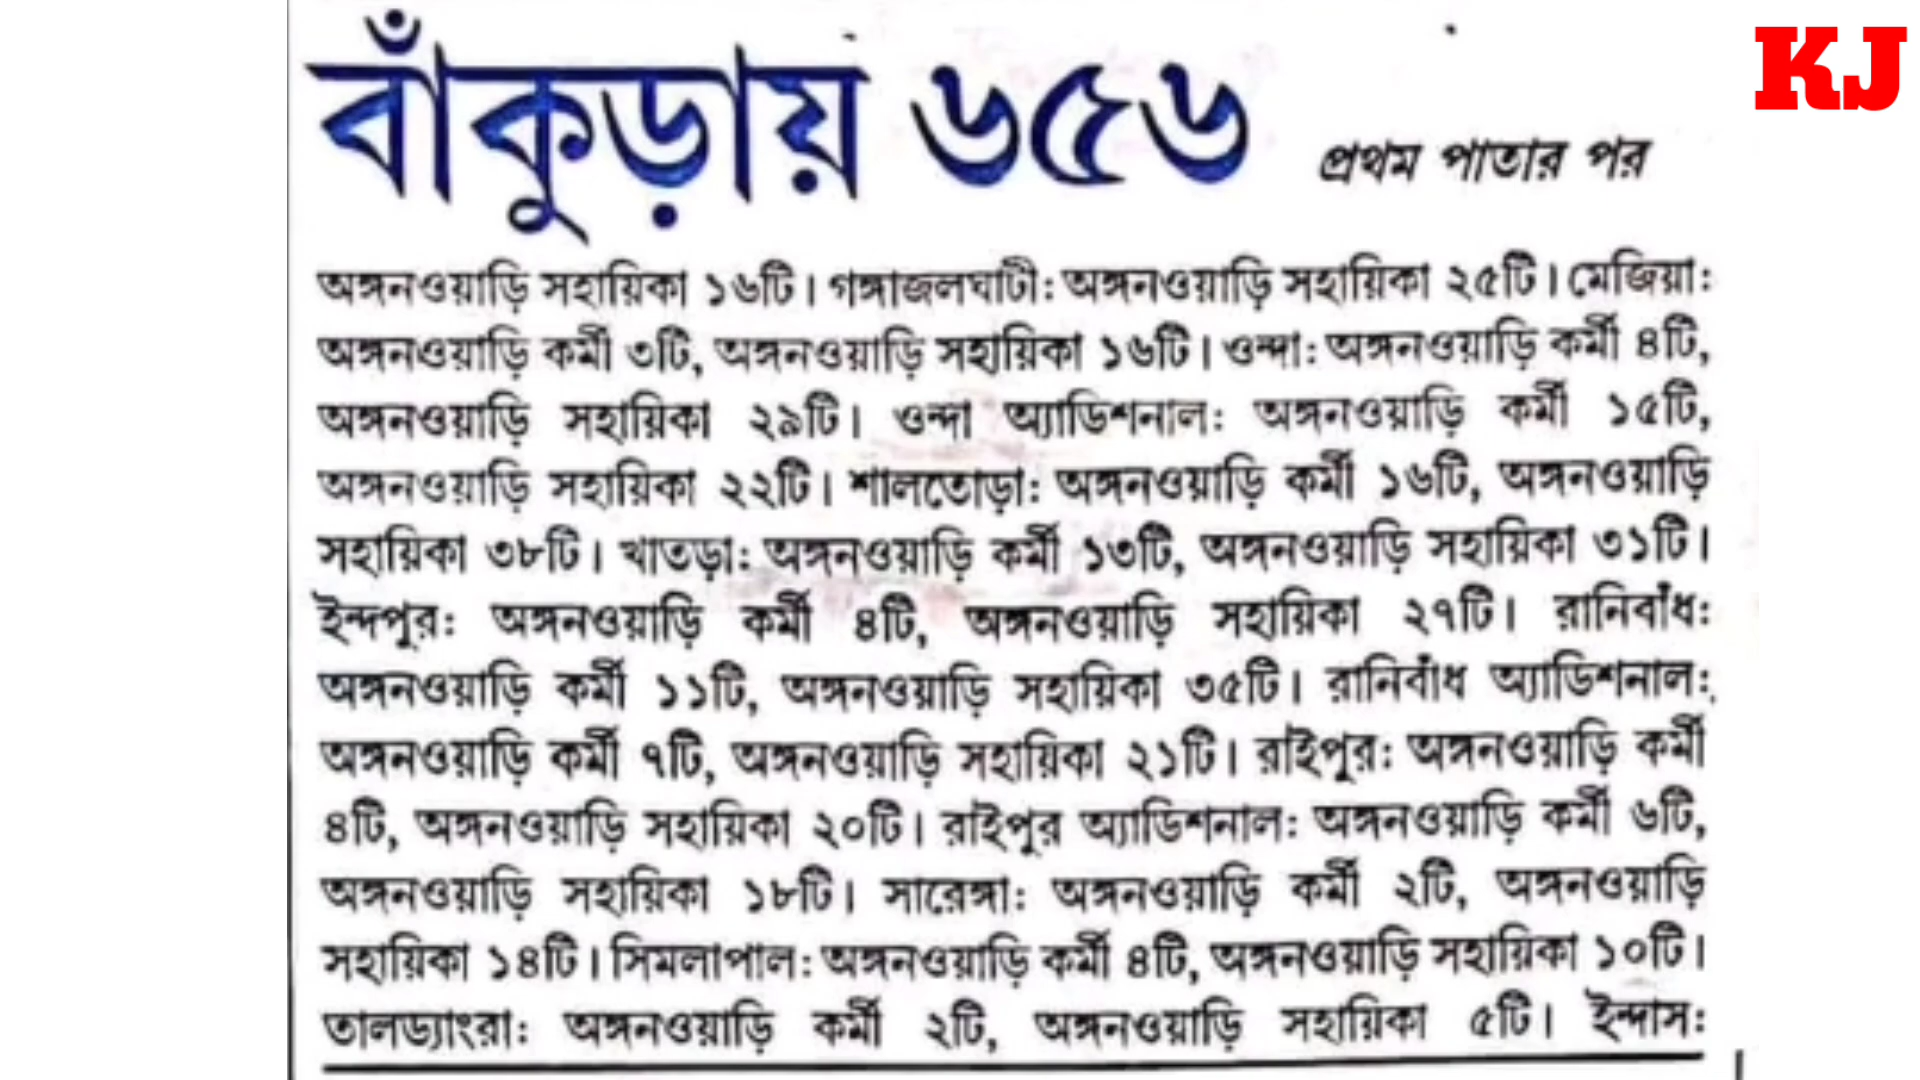 KJ
বাঁকুড়ায় ৬৫৬ প্রথম পাতার পর
অঙ্গনওয়াড়ি সহায়িকা ১৬টি। গঙ্গাজলঘাটী: অঙ্গনওয়াড়ি সহায়িকা ২৫টি। মেজিয়া:
অঙ্গনওয়াড়ি কর্মী ৩টি, অঙ্গনওয়াড়ি সহায়িকা ১৬টি। ওন্দা: অঙ্গনওয়াড়ি কর্মী ৪টি,
অঙ্গনওয়াড়ি সহায়িকা ২৯টি। ওন্দা অ্যাডিশনাল: অঙ্গনওয়াড়ি কর্মী ১৫টি,
অঙ্গনওয়াড়ি সহায়িকা ২২টি। শালতোড়া: অঙ্গনওয়াড়ি কর্মী ১৬টি, অঙ্গনওয়াড়ি
সহায়িকা ৩৮টি। খাতড়া: অঙ্গনওয়াড়ি কর্মী ১৩টি, অঙ্গনওয়াড়ি সহায়িকা ৩১টি।
ইন্দপুর: অঙ্গনওয়াড়ি কর্মী ৪টি, অঙ্গনওয়াড়ি সহায়িকা ২৭টি। রানিবাঁধ:
অঙ্গনওয়াড়ি কর্মী ১১টি, অঙ্গনওয়াড়ি সহায়িকা ৩৫টি। রানিবাঁধ অ্যাডিশনাল:
অঙ্গনওয়াড়ি কর্মী ৭টি, অঙ্গনওয়াড়ি সহায়িকা ২১টি। রাইপুর: অঙ্গনওয়াড়ি কর্মী
৪টি, অঙ্গনওয়াড়ি সহায়িকা ২০টি। রাইপুর অ্যাডিশনাল: অঙ্গনওয়াড়ি কর্মী ৬টি,
অঙ্গনওয়াড়ি সহায়িকা ১৮টি। সারেঙ্গা: অঙ্গনওয়াড়ি কর্মী ২টি, অঙ্গনওয়াড়ি
সহায়িকা ১৪টি। সিমলাপাল: অঙ্গনওয়াড়ি কর্মী ৪টি, অঙ্গনওয়াড়ি সহায়িকা ১০টি।
তালড্যাংরা: অঙ্গনওয়াড়ি কর্মী ২টি, অঙ্গনওয়াড়ি সহায়িকা ৫টি। ইন্দাস: